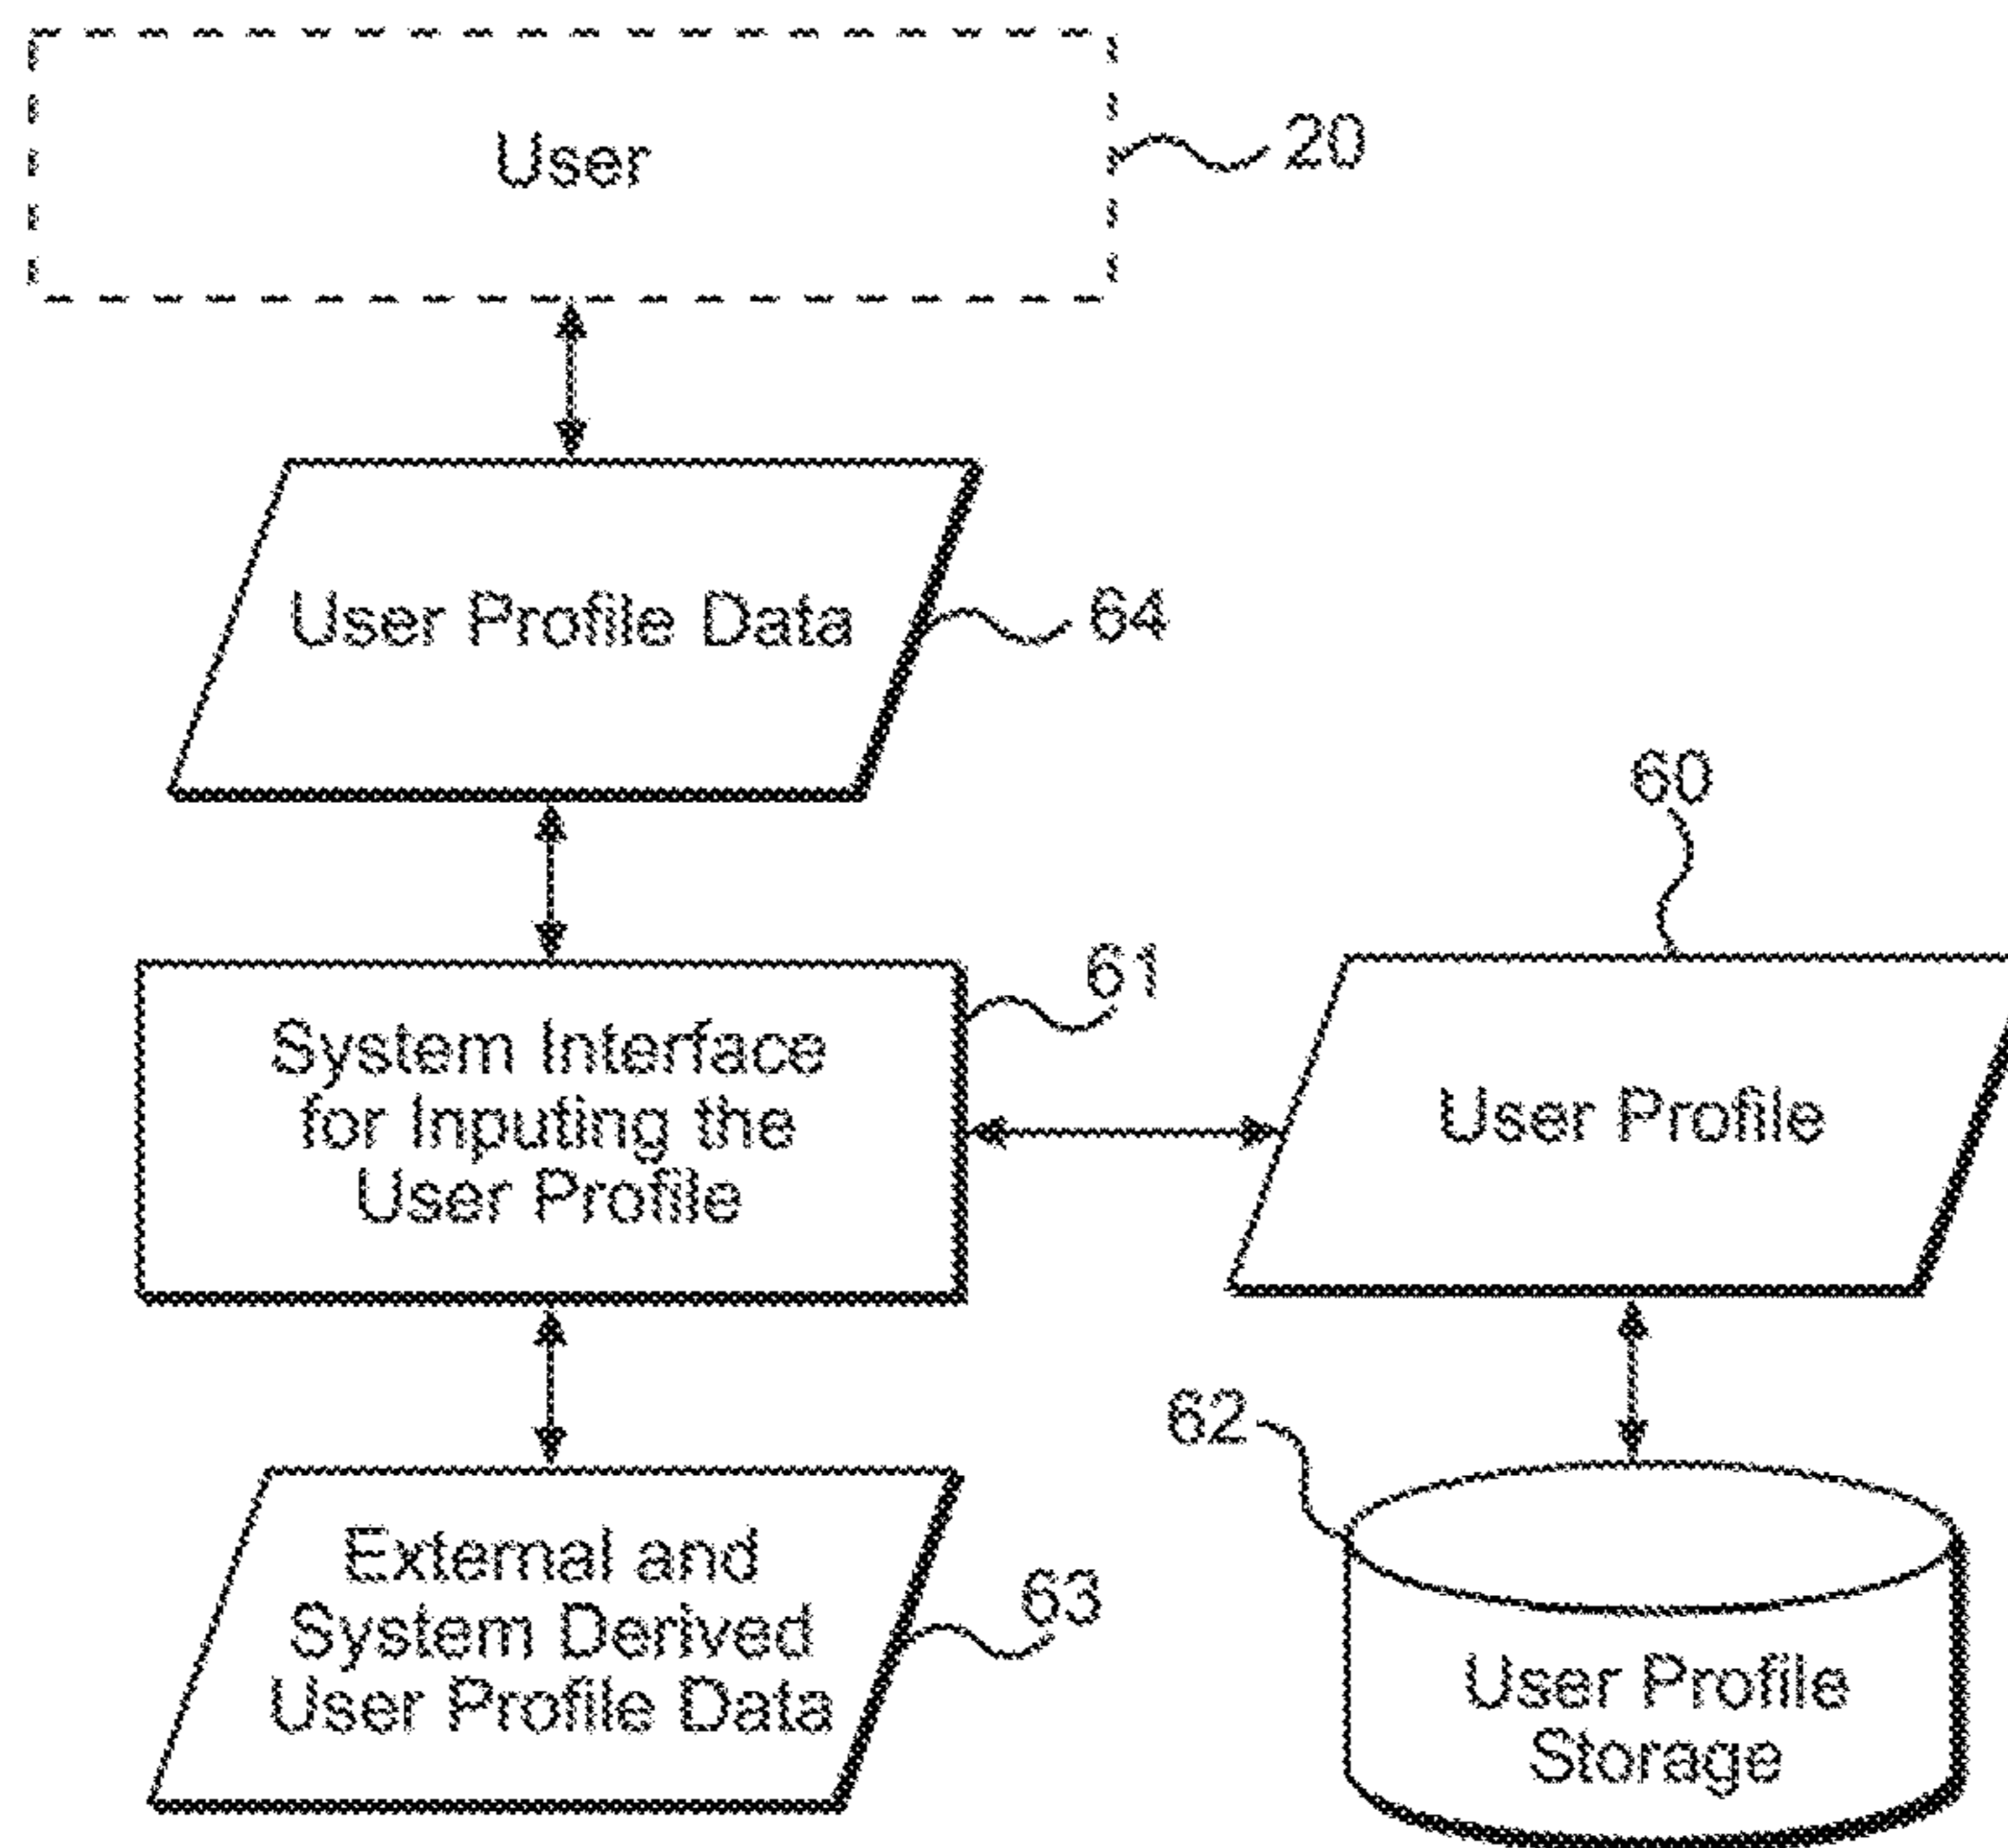 User
20
User Profile Data
64
60
System Interface
for Inputing the
User Profile
61
User Profile
62
External and
System Derived
User Profile Data
63
User Profile
Storage